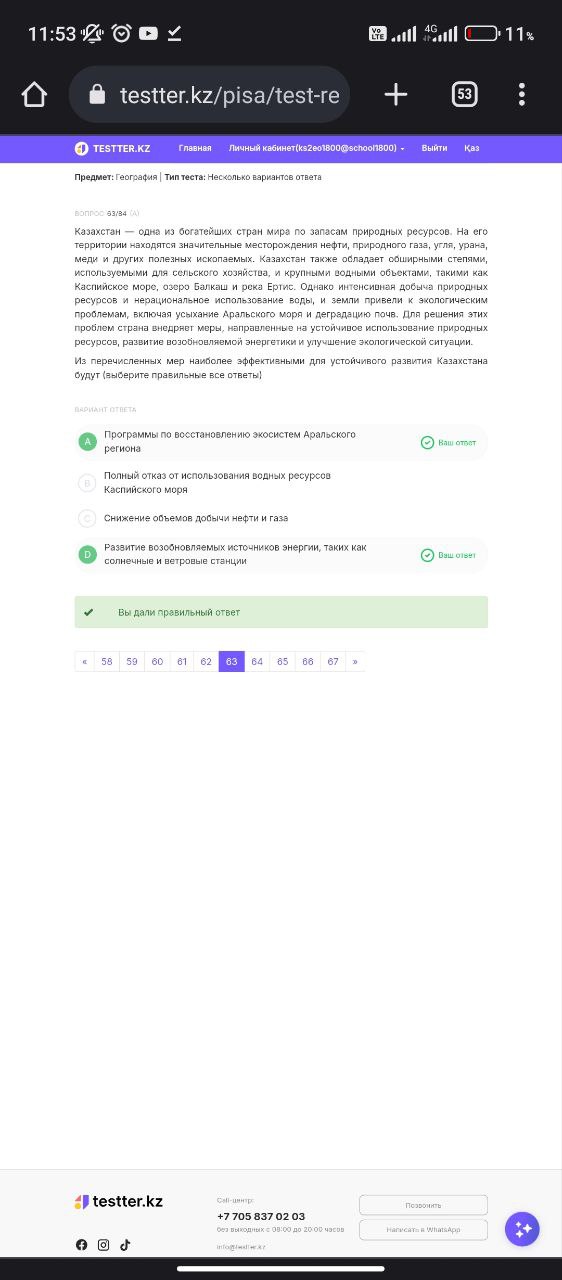 11:53
Vo LTE
4G
11%
testter.kz/pisa/test-re
53
TESTTER.KZ
Главная
Личный кабинет(ks2eo1800@school1800)
Выйти
Қаз
Предмет: География | Тип теста: Несколько вариантов ответа
ВОПРОС 63/84 (A)
Казахстан — одна из богатейших стран мира по запасам природных ресурсов. На его
территории находятся значительные месторождения нефти, природного газа, угля, урана,
меди и других полезных ископаемых. Казахстан также обладает обширными степями,
используемыми для сельского хозяйства, и крупными водными объектами, такими как
Каспийское море, озеро Балкаш и река Ертис. Однако интенсивная добыча природных
ресурсов и нерациональное использование воды, и земли привели к экологическим
проблемам, включая усыхание Аральского моря и деградацию почв. Для решения этих
проблем страна внедряет меры, направленные на устойчивое использование природных
ресурсов, развитие возобновляемой энергетики и улучшение экологической ситуации.
Из перечисленных мер наиболее эффективными для устойчивого развития Казахстана
будут (выберите правильные все ответы)
ВАРИАНТ ОТВЕТА
A
Программы по восстановлению экосистем Аральского
региона
Ваш ответ
B
Полный отказ от использования водных ресурсов
Каспийского моря
C
Снижение объемов добычи нефти и газа
D
Развитие возобновляемых источников энергии, таких как
солнечные и ветровые станции
Ваш ответ
Вы дали правильный ответ
« 58 59 60 61 62 63 64 65 66 67 »
testter.kz
Call-центр:
+7 705 837 02 03
без выходных с 08:00 до 20:00 часов
info@testter.kz
Позвонить
Написать в WhatsApp